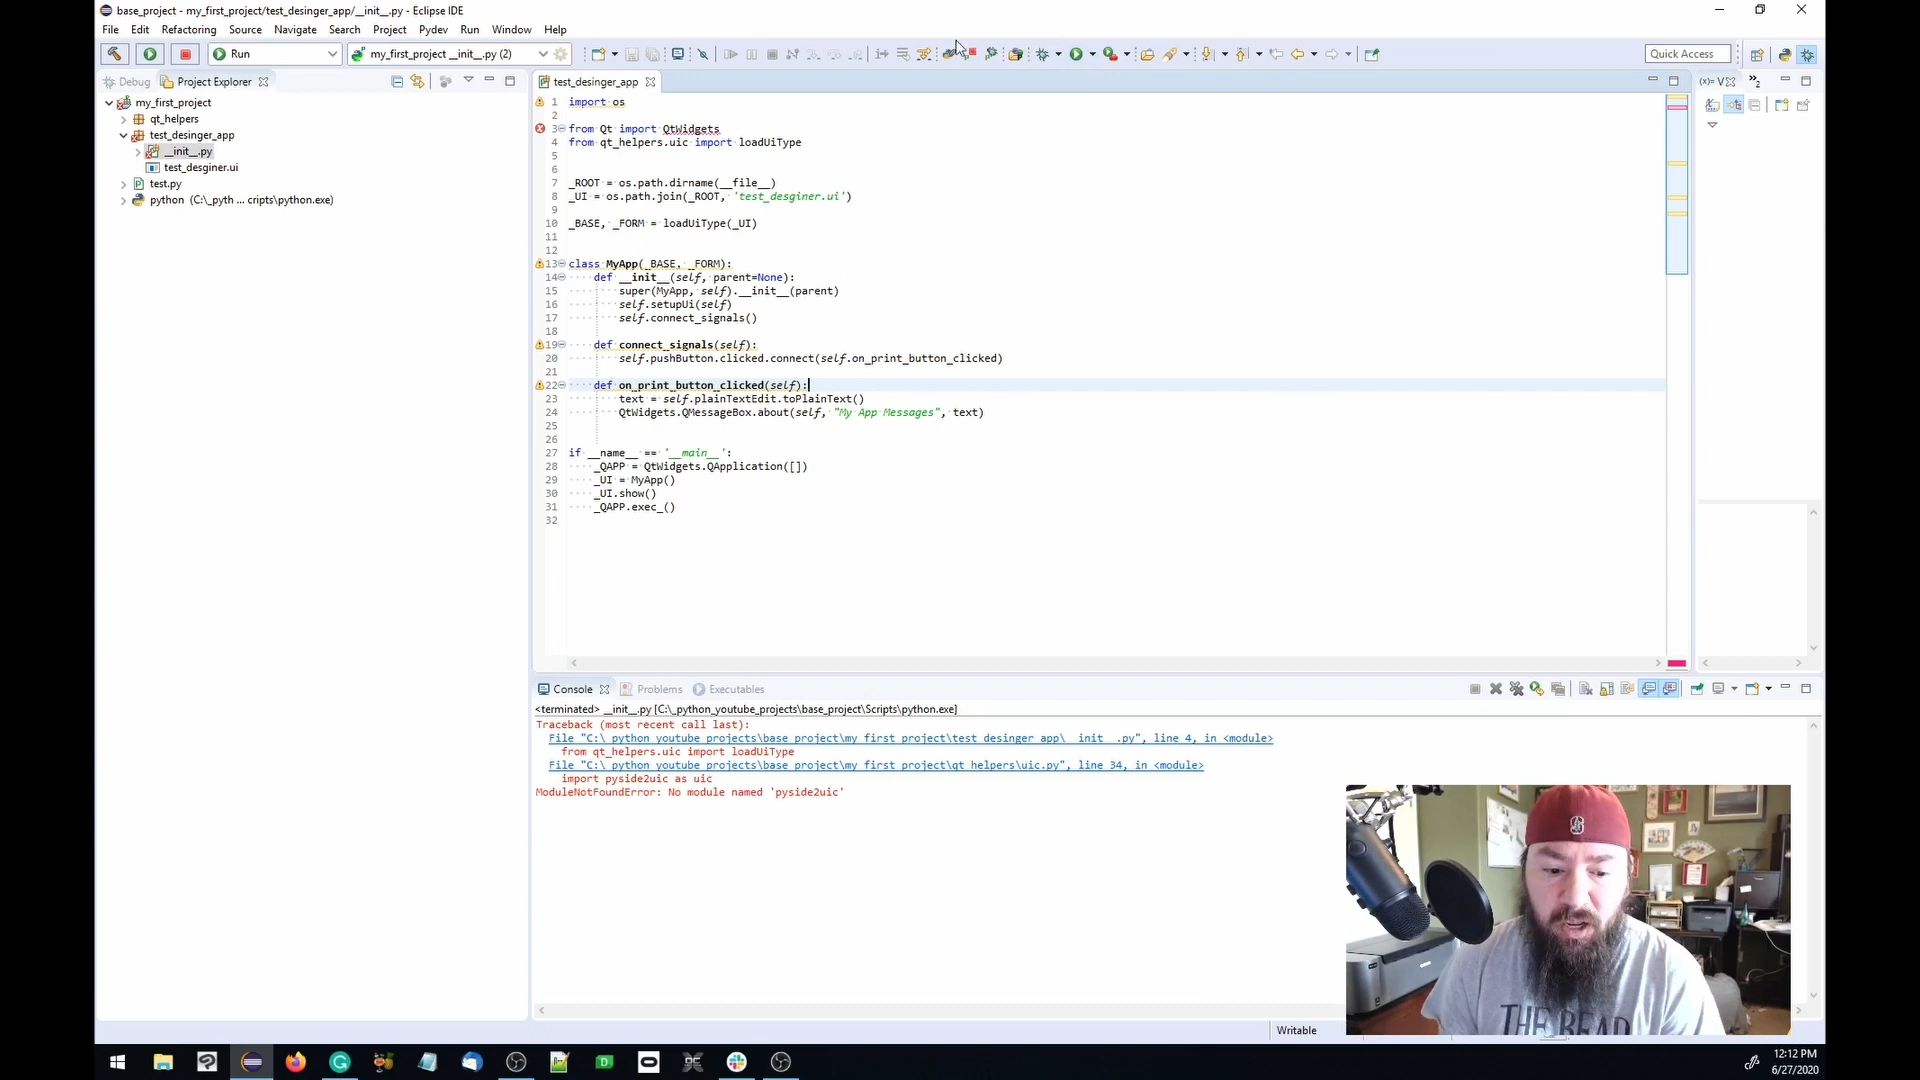 base_project - my_first_project/test_desinger_app/__init__.py - Eclipse IDE
File Edit Refactoring Source Navigate Search Project Pydev Run Window Help
Run
my_first_project __init__.py (2)
Quick Access
Debug
Project Explorer
test_desinger_app
(x)= V
my_first_project
qt_helpers
test_desinger_app
__init__.py
test_desginer.ui
test.py
python (C:\_pyth ... cripts\python.exe)
1 import os
2
3 from Qt import QtWidgets
4 from qt_helpers.uic import loadUiType
5
6
7 _ROOT = os.path.dirname(__file__)
8 _UI = os.path.join(_ROOT, 'test_desginer.ui')
9
10 _BASE, _FORM = loadUiType(_UI)
11
12
13 class MyApp(_BASE, _FORM):
14 def __init__(self, parent=None):
15 super(MyApp, self).__init__(parent)
16 self.setupUi(self)
17 self.connect_signals()
18
19 def connect_signals(self):
20 self.pushButton.clicked.connect(self.on_print_button_clicked)
21
22 def on_print_button_clicked(self):
23 text = self.plainTextEdit.toPlainText()
24 QtWidgets.QMessageBox.about(self, "My App Messages", text)
25
26
27 if __name__ == '__main__':
28 _QAPP = QtWidgets.QApplication([])
29 _UI = MyApp()
30 _UI.show()
31 _QAPP.exec_()
32
Console Problems Executables
<terminated> __init__.py [C:\_python_youtube_projects\base_project\Scripts\python.exe]
Traceback (most recent call last):
File "C:\_python_youtube_projects\base_project\my_first_project\test_desinger_app\__init__.py", line 4, in <module>
from qt_helpers.uic import loadUiType
File "C:\_python_youtube_projects\base_project\my_first_project\qt_helpers\uic.py", line 34, in <module>
import pyside2uic as uic
ModuleNotFoundError: No module named 'pyside2uic'
THE BEARD
Writable
12:12 PM
6/27/2020